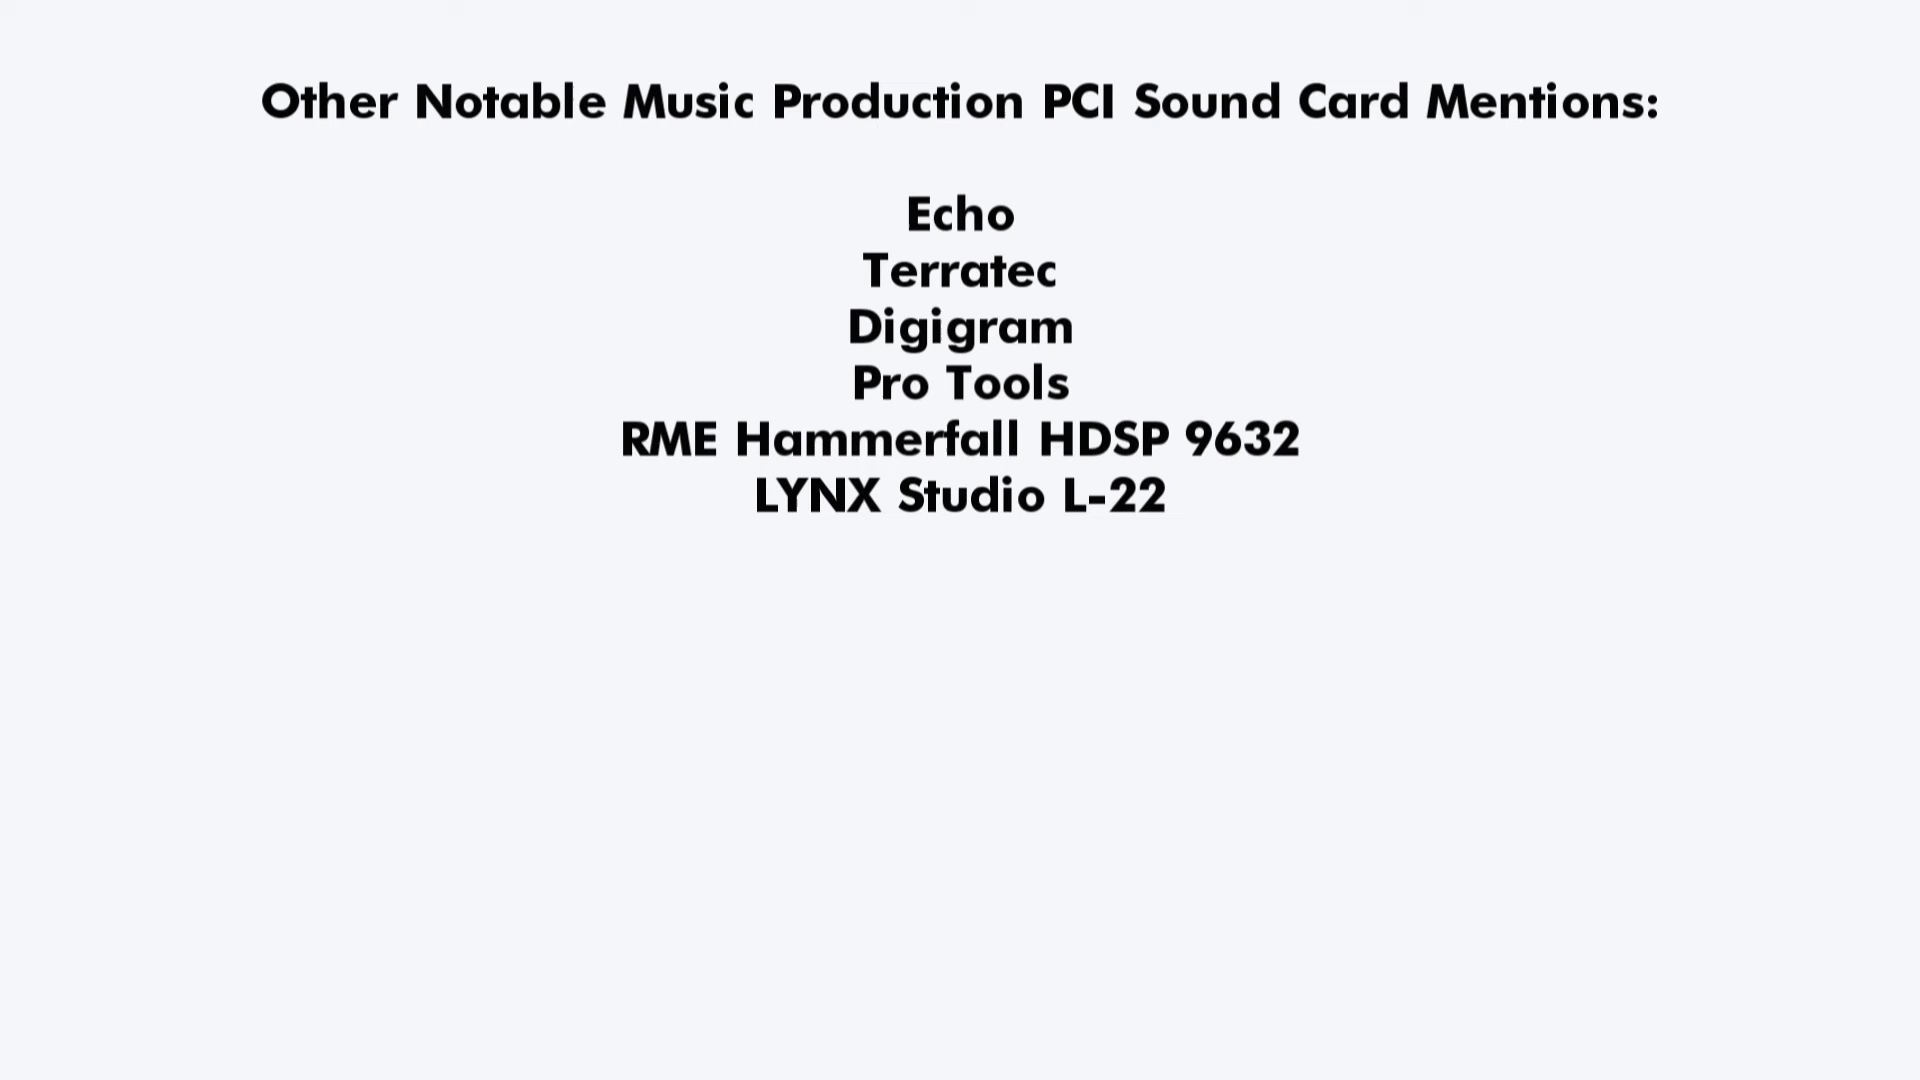 Other Notable Music Production PCI Sound Card Mentions:
Echo
Terratec
Digigram
Pro Tools
RME Hammerfall HDSP 9632
LYNX Studio L-22